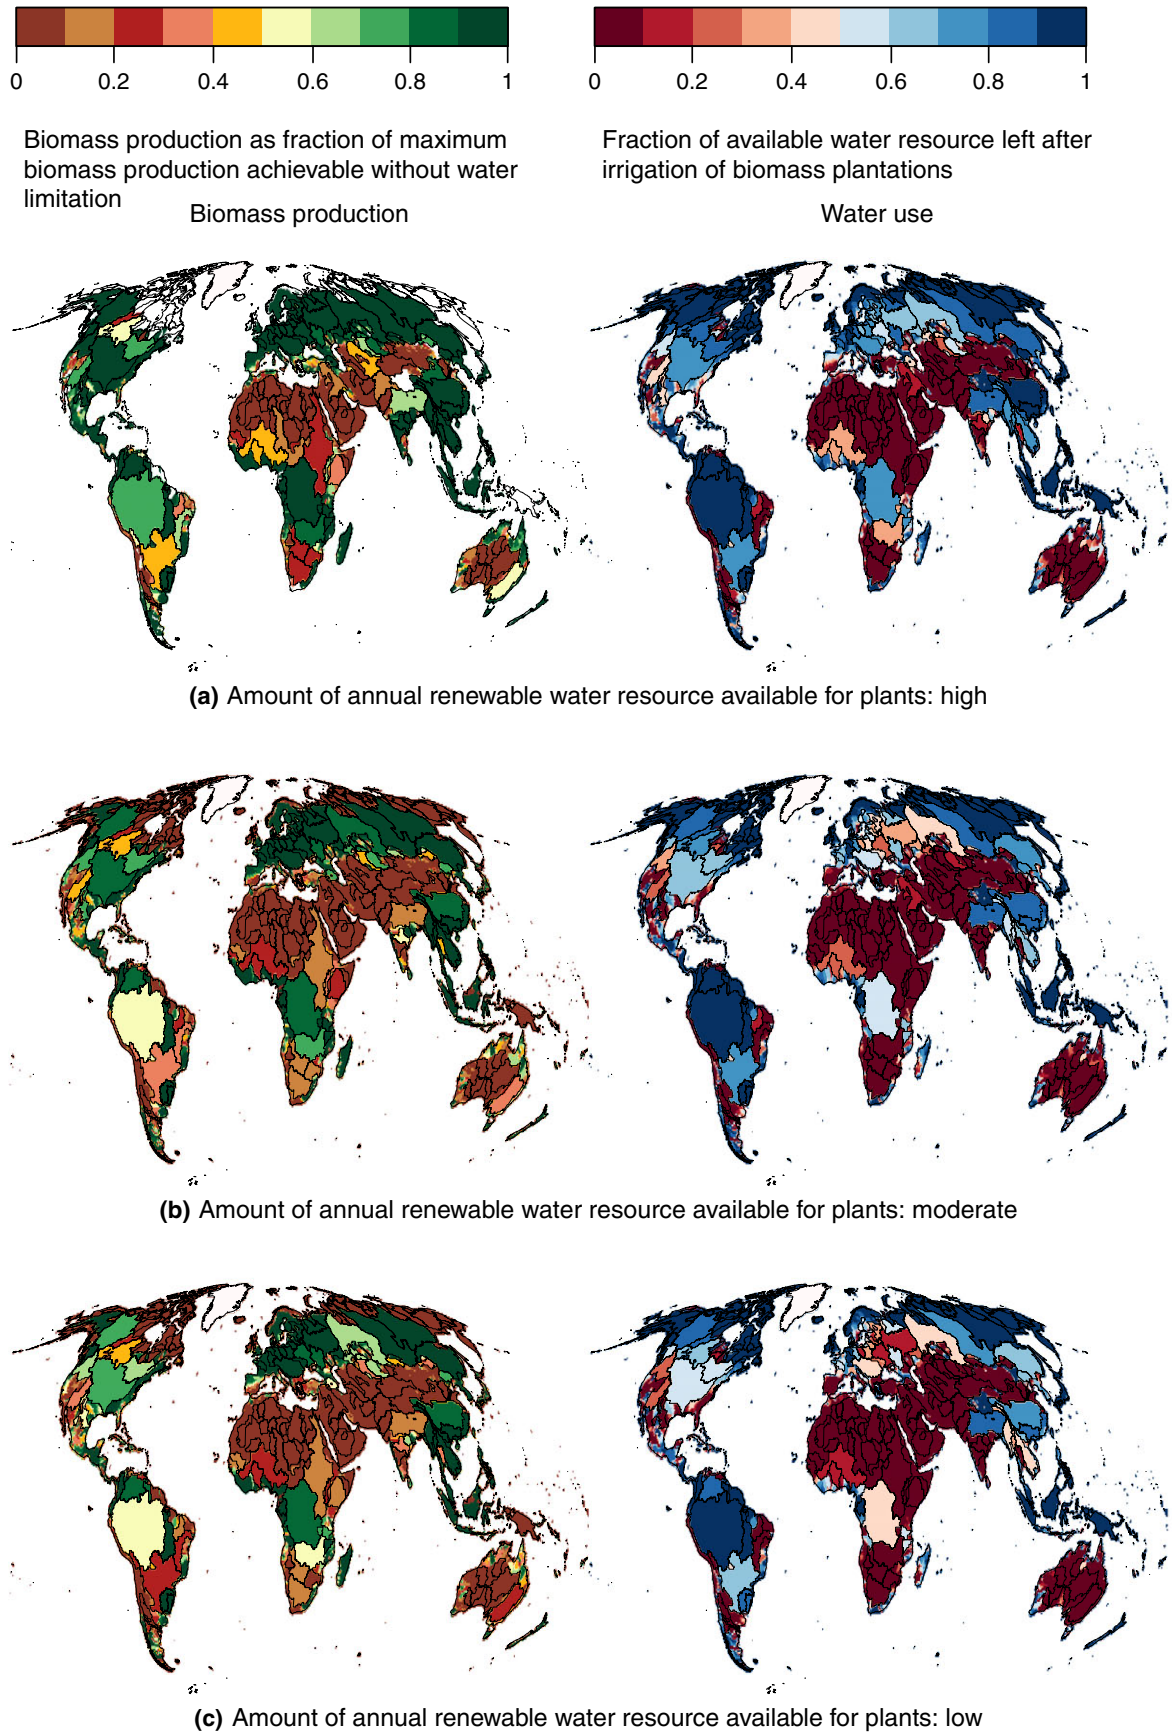 0 0.2 0.4 0.6 0.8 1
0 0.2 0.4 0.6 0.8 1
Biomass production as fraction of maximum
biomass production achievable without water
limitation
Fraction of available water resource left after
irrigation of biomass plantations
Biomass production
Water use
(a) Amount of annual renewable water resource available for plants: high
(b) Amount of annual renewable water resource available for plants: moderate
(c) Amount of annual renewable water resource available for plants: low